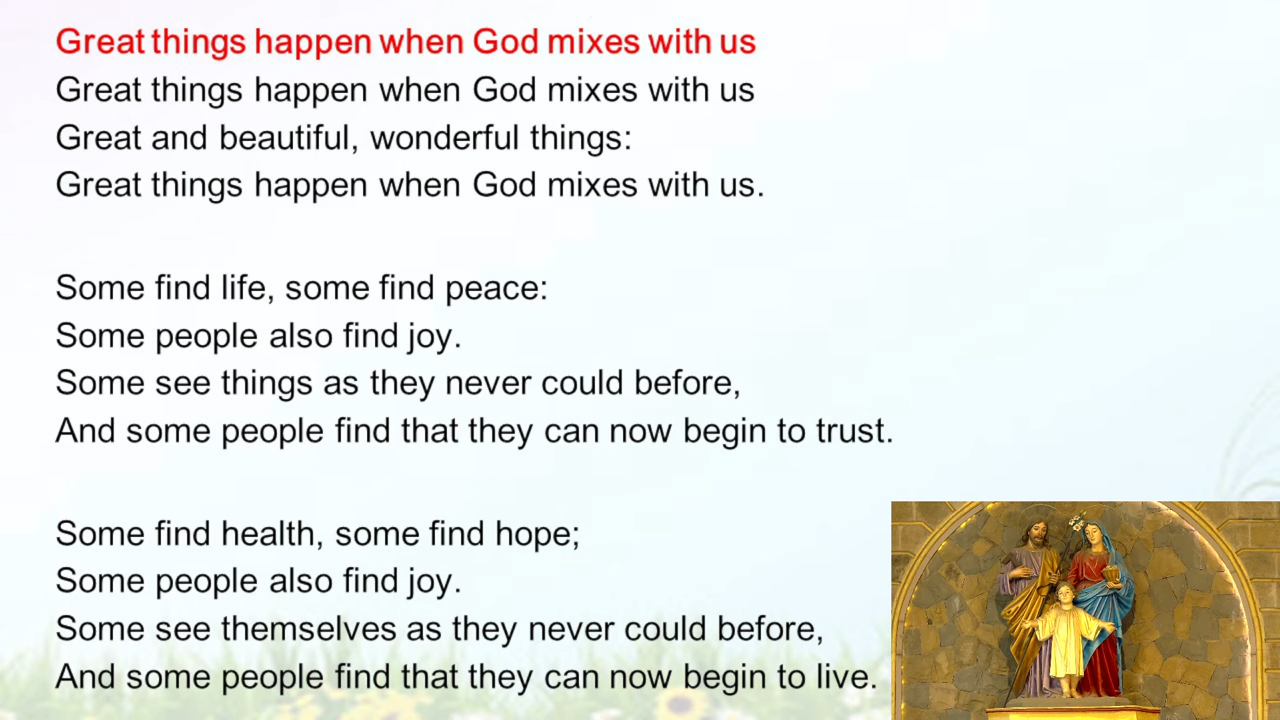 Great things happen when God mixes with us
Great things happen when God mixes with us
Great and beautiful, wonderful things:
Great things happen when God mixes with us.
Some find life, some find peace:
Some people also find joy.
Some see things as they never could before,
And some people find that they can now begin to trust.
Some find health, some find hope;
Some people also find joy.
Some see themselves as they never could before,
And some people find that they can now begin to live.